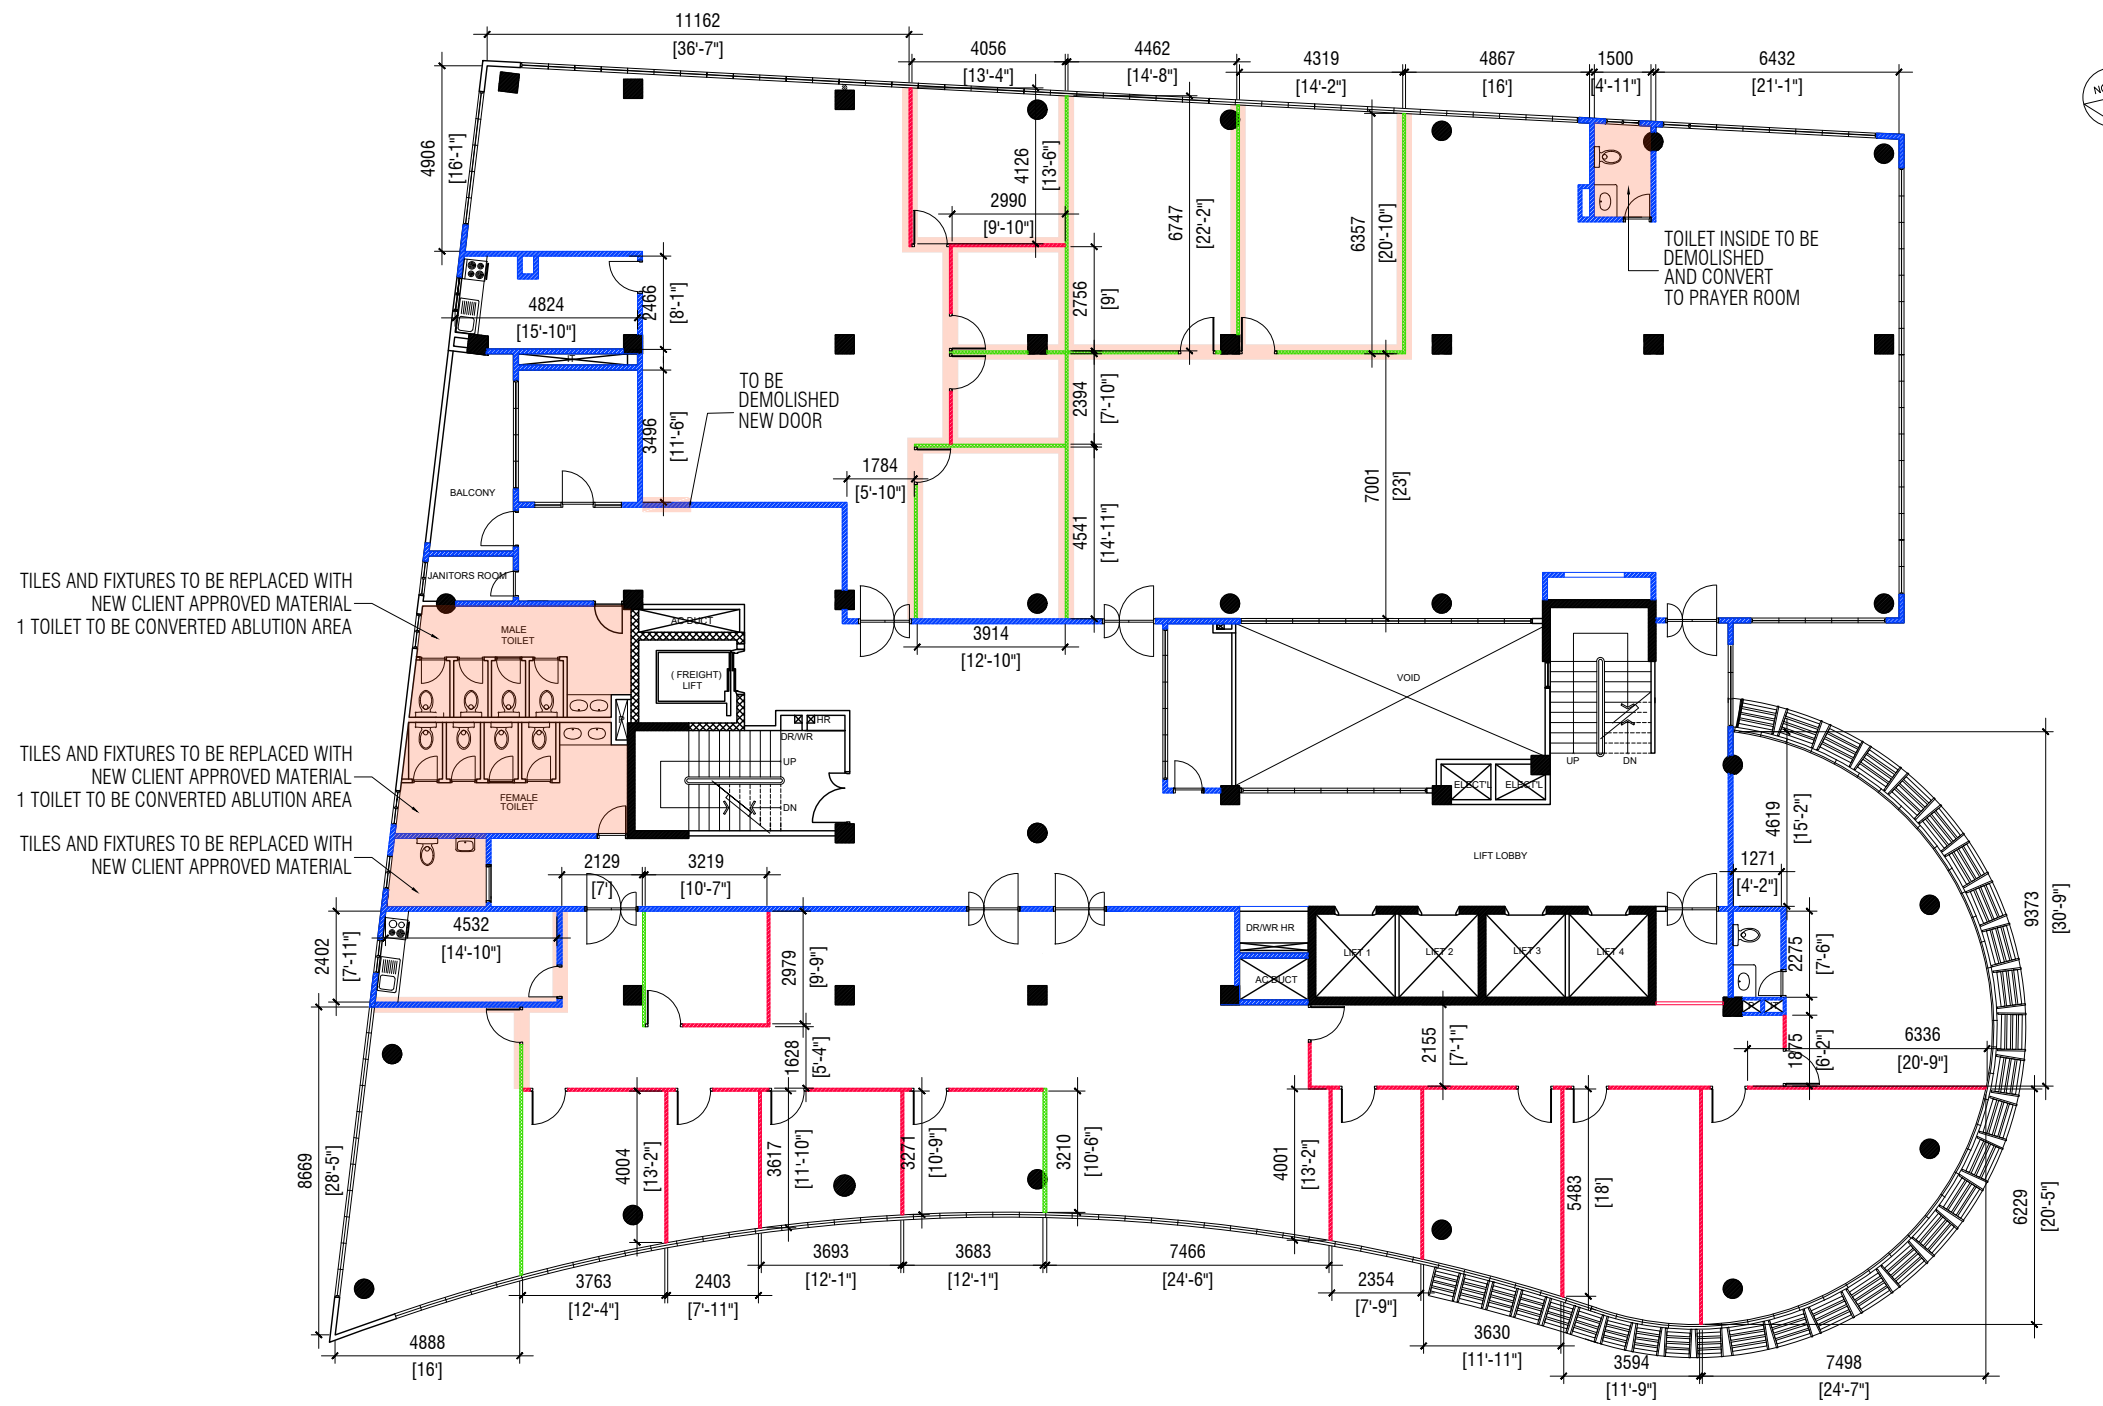 11162
[36'-7"]
4056
[13'-4"]
4462
[14'-8"]
4319
[14'-2"]
4867
[16']
1500
[4'-11"]
6432
[21'-1"]
4906
[16'-1"]
4126
[13'-6"]
2990
[9'-10"]
6747
[22'-2"]
6357
[20'-10"]
TOILET INSIDE TO BE
DEMOLISHED
AND CONVERT
TO PRAYER ROOM
4824
[15'-10"]
2466
[8'-1"]
2756
[9']
TO BE
DEMOLISHED
NEW DOOR
3496
[11'-6"]
2394
[7'-10"]
1784
[5'-10"]
7001
[23']
4541
[14'-11"]
BALCONY
JANITORS ROOM
TILES AND FIXTURES TO BE REPLACED WITH
NEW CLIENT APPROVED MATERIAL
1 TOILET TO BE CONVERTED ABLUTION AREA
MALE
TOILET
AC DUCT
3914
[12'-10"]
( FREIGHT)
LIFT
VOID
HR
DR/WR
UP
DN
UP
DN
TILES AND FIXTURES TO BE REPLACED WITH
NEW CLIENT APPROVED MATERIAL
1 TOILET TO BE CONVERTED ABLUTION AREA
FEMALE
TOILET
ELECT'L
ELECT'L
TILES AND FIXTURES TO BE REPLACED WITH
NEW CLIENT APPROVED MATERIAL
LIFT LOBBY
4619
[15'-2"]
2129
[7']
3219
[10'-7"]
1271
[4'-2"]
9373
[30'-9"]
2402
[7'-11"]
4532
[14'-10"]
2979
[9'-9"]
DR/WR HR
AC DUCT
LIFT 1
LIFT 2
LIFT 3
LIFT 4
2275
[7'-6"]
1628
[5'-4"]
2155
[7'-1"]
1875
[6'-2"]
6336
[20'-9"]
8669
[28'-5"]
4004
[13'-2"]
3617
[11'-10"]
3271
[10'-9"]
3210
[10'-6"]
4001
[13'-2"]
5483
[18']
6229
[20'-5"]
3763
[12'-4"]
2403
[7'-11"]
3693
[12'-1"]
3683
[12'-1"]
7466
[24'-6"]
2354
[7'-9"]
4888
[16']
3630
[11'-11"]
3594
[11'-9"]
7498
[24'-7"]